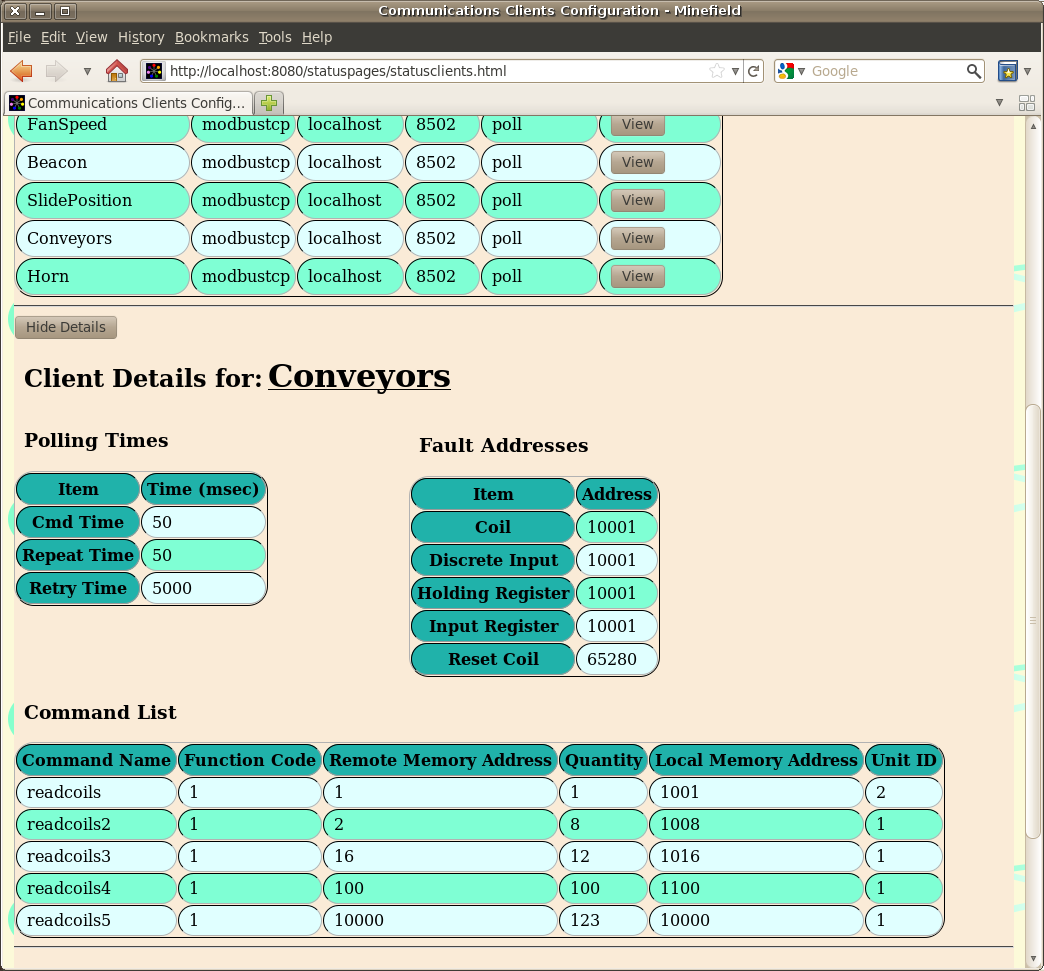 Communications Clients Configuration - Minefield
File Edit View History Bookmarks Tools Help
http://localhost:8080/statuspages/statusclients.html Google
Communications Clients Config...
FanSpeed modbustcp localhost 8502 poll View
Beacon modbustcp localhost 8502 poll View
SlidePosition modbustcp localhost 8502 poll View
Conveyors modbustcp localhost 8502 poll View
Horn modbustcp localhost 8502 poll View
Hide Details
Client Details for: Conveyors
Polling Times
Item Time (msec)
Cmd Time 50
Repeat Time 50
Retry Time 5000
Fault Addresses
Item Address
Coil 10001
Discrete Input 10001
Holding Register 10001
Input Register 10001
Reset Coil 65280
Command List
Command Name Function Code Remote Memory Address Quantity Local Memory Address Unit ID
readcoils 1 1 1 1001 2
readcoils2 1 2 8 1008 1
readcoils3 1 16 12 1016 1
readcoils4 1 100 100 1100 1
readcoils5 1 10000 123 10000 1